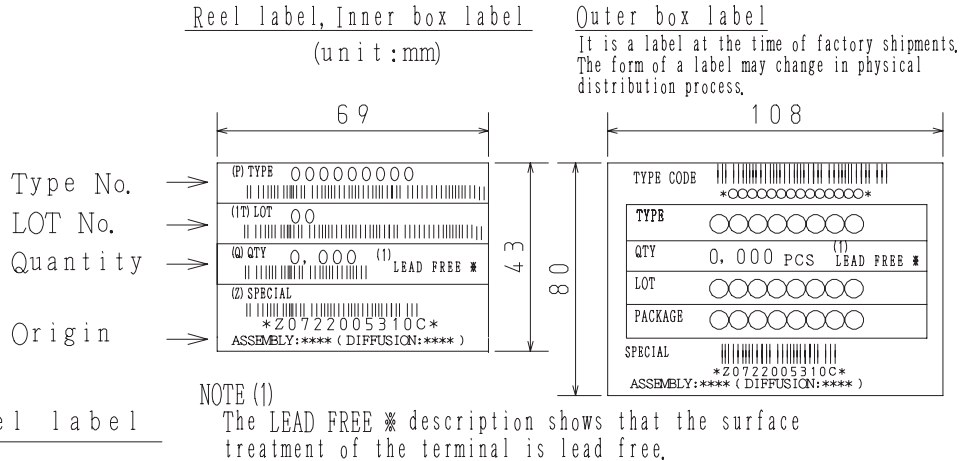 Reel label, Inner box label
(unit:mm)
Outer box label
It is a label at the time of factory shipments.
The form of a label may change in physical
distribution process.
69
108
Type No.
LOT No.
Quantity
Origin
(P) TYPE OOOOOOOOO
(1T) LOT OO
(Q) QTY 0,000 (1) LEAD FREE ※
(Z) SPECIAL
*Z0722005310C*
ASSEMBLY:**** (DIFFUSION:****)
43
80
TYPE CODE
*OOOOOOOOOOOOOO*
TYPE ○○○○○○○○
QTY 0,000 PCS (1) LEAD FREE ※
LOT ○○○○○○○○
PACKAGE ○○○○○○○○
SPECIAL
*Z0722005310C*
ASSEMBLY:**** (DIFFUSION:****)
NOTE (1)
The LEAD FREE ※ description shows that the surface
treatment of the terminal is lead free.
el label